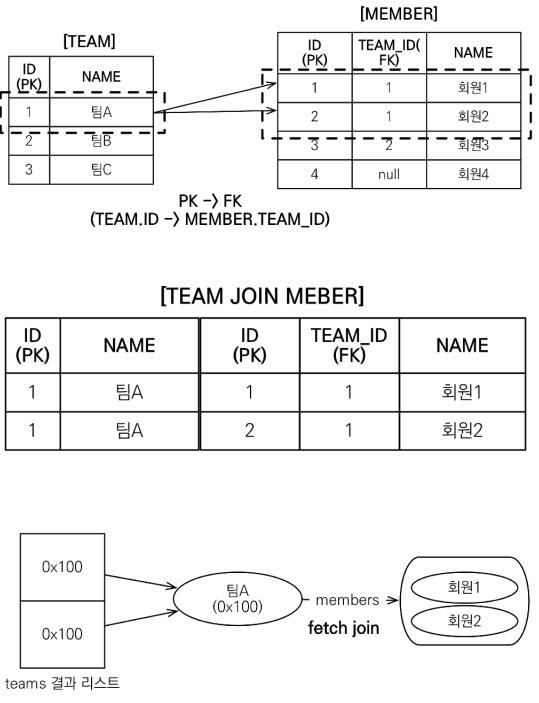 [TEAM]
ID
(PK)
NAME
1
팀A
2
팀B
3
팀C
[MEMBER]
ID
(PK)
TEAM_ID(
FK)
NAME
1
1
회원1
2
1
회원2
3
2
회원3
4
null
회원4
PK -> FK
(TEAM.ID -> MEMBER.TEAM_ID)
[TEAM JOIN MEBER]
ID
(PK)
NAME
ID
(PK)
TEAM_ID
(FK)
NAME
1
팀A
1
1
회원1
1
팀A
2
1
회원2
0x100
0x100
teams 결과 리스트
팀A
(0x100)
members
fetch join
회원1
회원2